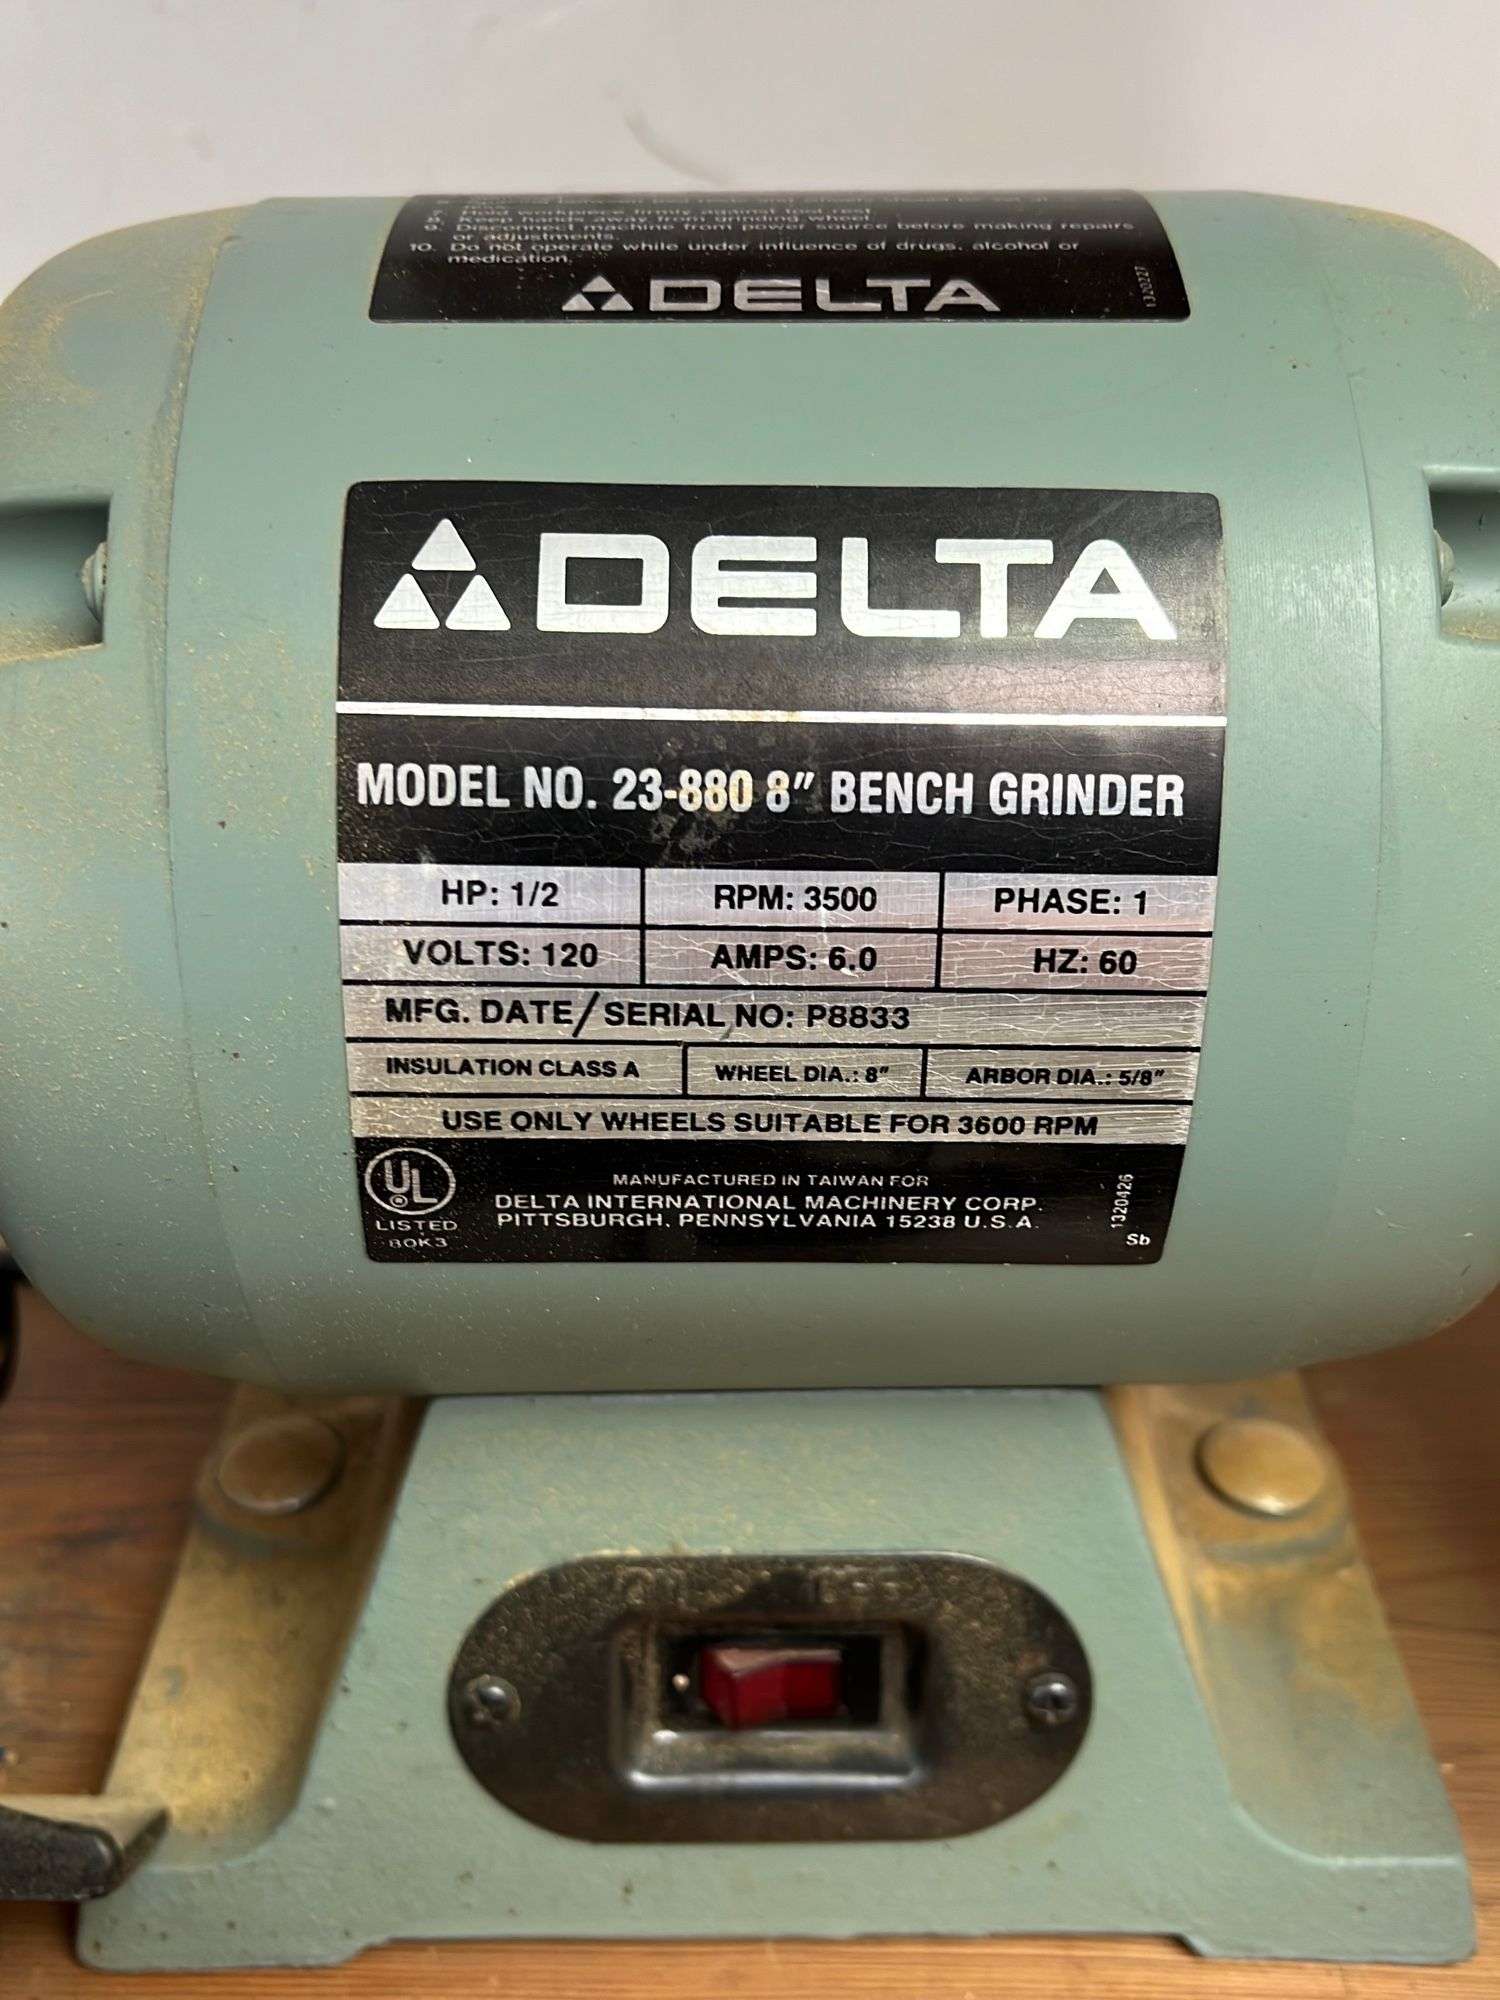 Hold workpiece firmly against tool rest
Keep hands away from grinding wheel
9. Disconnect machine from power source before making repairs
or adjustments.
10. Do not operate while under influence of drugs, alcohol or
medication.
DELTA
1320227
DELTA
MODEL NO. 23-880 8" BENCH GRINDER
HP: 1/2 RPM: 3500 PHASE: 1
VOLTS: 120 AMPS: 6.0 HZ: 60
MFG. DATE/SERIAL NO: P8833
INSULATION CLASS A WHEEL DIA.: 8" ARBOR DIA.: 5/8"
USE ONLY WHEELS SUITABLE FOR 3600 RPM
UL ®
LISTED
80K3
MANUFACTURED IN TAIWAN FOR
DELTA INTERNATIONAL MACHINERY CORP.
PITTSBURGH, PENNSYLVANIA 15238 U.S.A.
1320426
Sb